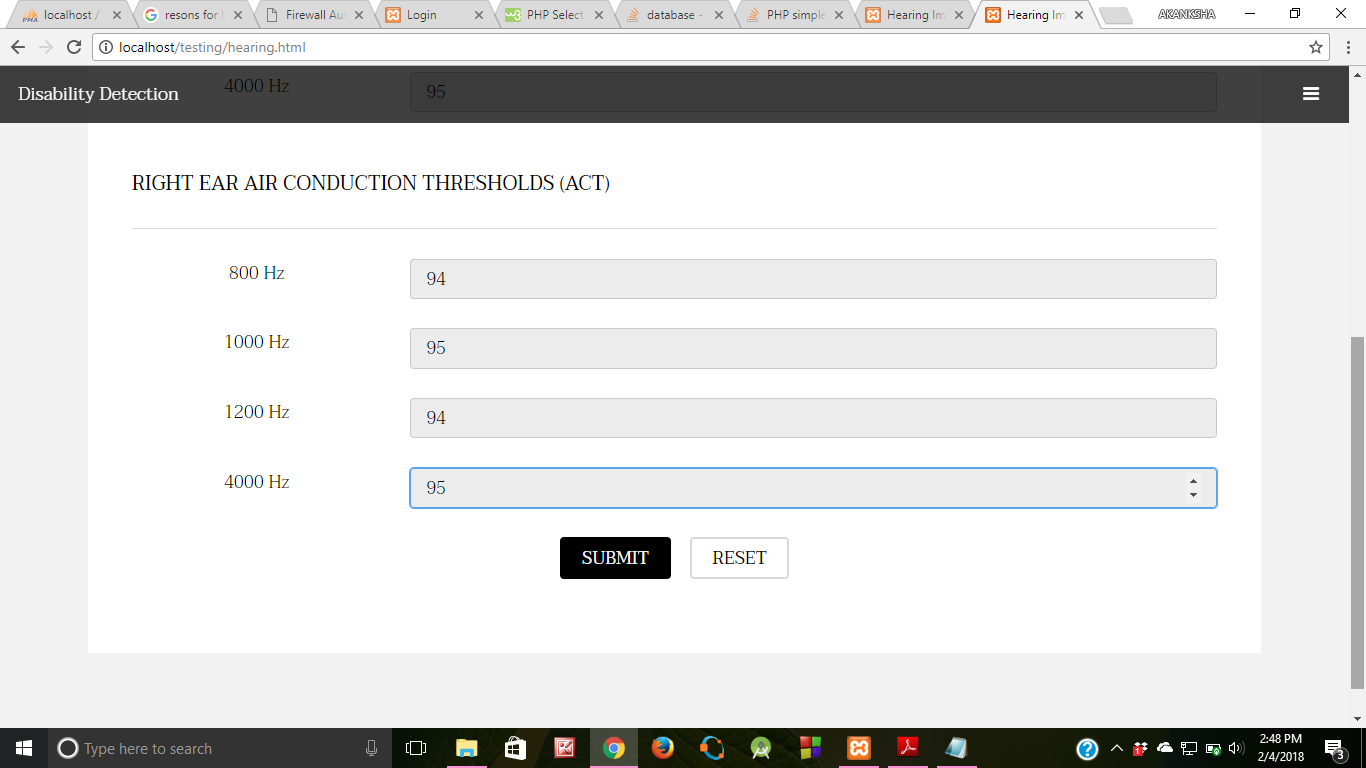 localhost /
resons for
Firewall Au
Login
PHP Select
database -
PHP simple
Hearing Im
Hearing Im
AKANKSHA
localhost/testing/hearing.html
Disability Detection
4000 Hz
95
RIGHT EAR AIR CONDUCTION THRESHOLDS (ACT)
800 Hz
94
1000 Hz
95
1200 Hz
94
4000 Hz
95
SUBMIT
RESET
Type here to search
2:48 PM
2/4/2018
3